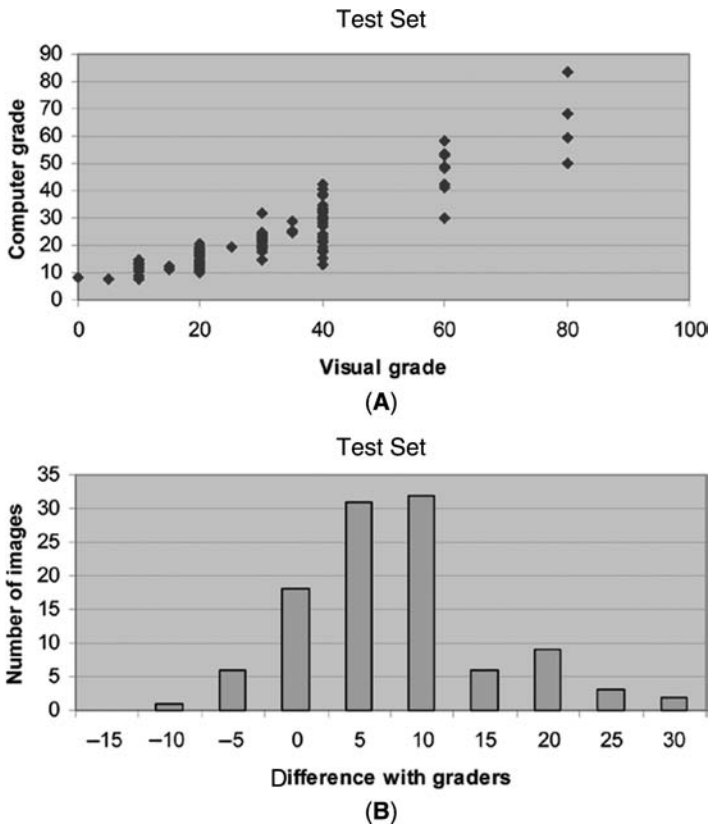 Test Set
90
80
70
60
50
40
30
20
10
0
Computer grade
0 20 40 60 80 100
Visual grade
(A)
Test Set
35
30
25
20
15
10
5
0
Number of images
–15 –10 –5 0 5 10 15 20 25 30
Difference with graders
(B)